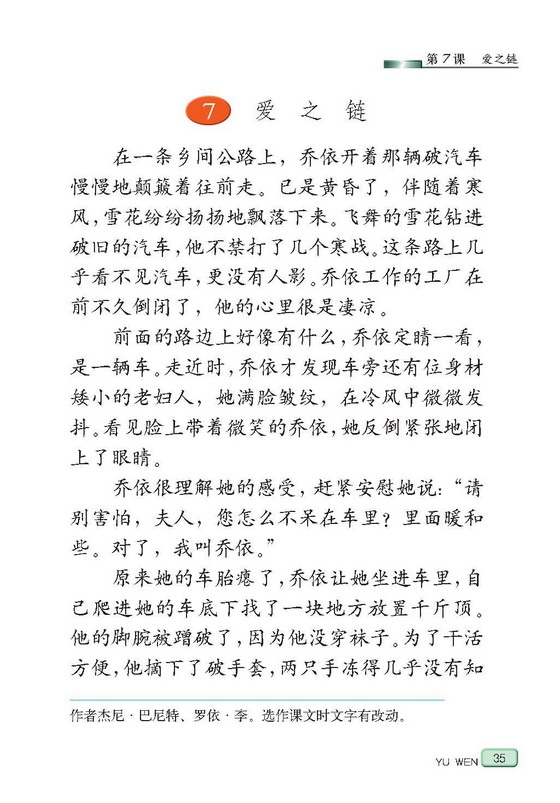 第7课 爱之链
7 爱之链
在一条乡间公路上，乔依开着那辆破汽车
慢慢地颠簸着往前走。已是黄昏了，伴随着寒
风，雪花纷纷扬扬地飘落下来。飞舞的雪花钻进
破旧的汽车，他不禁打了几个寒战。这条路上几
乎看不见汽车，更没有人影。乔依工作的工厂在
前不久倒闭了，他的心里很是凄凉。
前面的路边上好像有什么，乔依定睛一看，
是一辆车。走近时，乔依才发现车旁还有位身材
矮小的老妇人，她满脸皱纹，在冷风中微微发
抖。看见脸上带着微笑的乔依，她反倒紧张地闭
上了眼睛。
乔依很理解她的感受，赶紧安慰她说：“请
别害怕，夫人，您怎么不呆在车里？里面暖和
些。对了，我叫乔依。”
原来她的车胎瘪了，乔依让她坐进车里，自
己爬进她的车底下找了一块地方放置千斤顶。
他的脚腕被蹭破了，因为他没穿袜子。为了干活
方便，他摘下了破手套，两只手冻得几乎没有知
作者杰尼·巴尼特、罗依·李。选作课文时文字有改动。
YU WEN 35